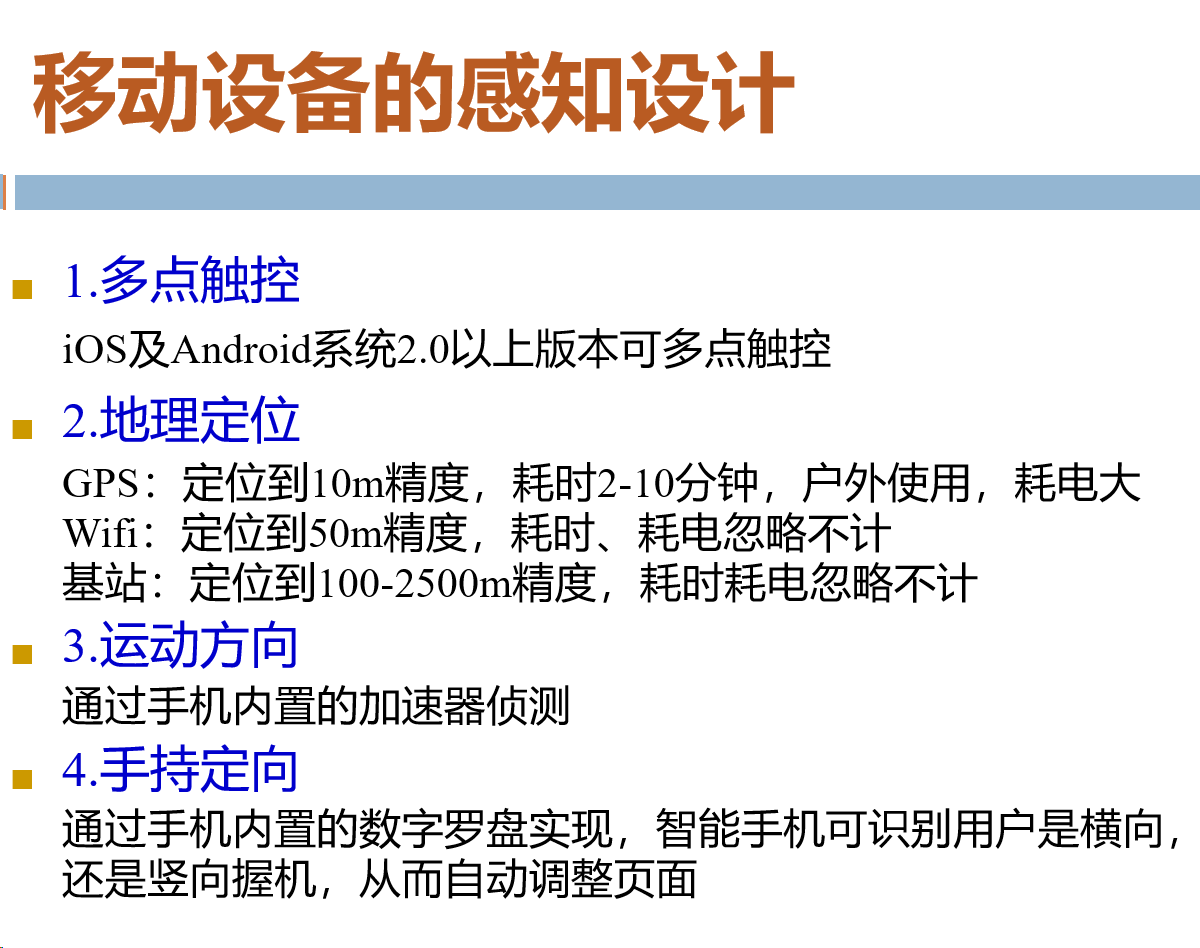 移动设备的感知设计
1.多点触控
iOS及Android系统2.0以上版本可多点触控
2.地理定位
GPS：定位到10m精度，耗时2-10分钟，户外使用，耗电大
Wifi：定位到50m精度，耗时、耗电忽略不计
基站：定位到100-2500m精度，耗时耗电忽略不计
3.运动方向
通过手机内置的加速器侦测
4.手持定向
通过手机内置的数字罗盘实现，智能手机可识别用户是横向，
还是竖向握机，从而自动调整页面